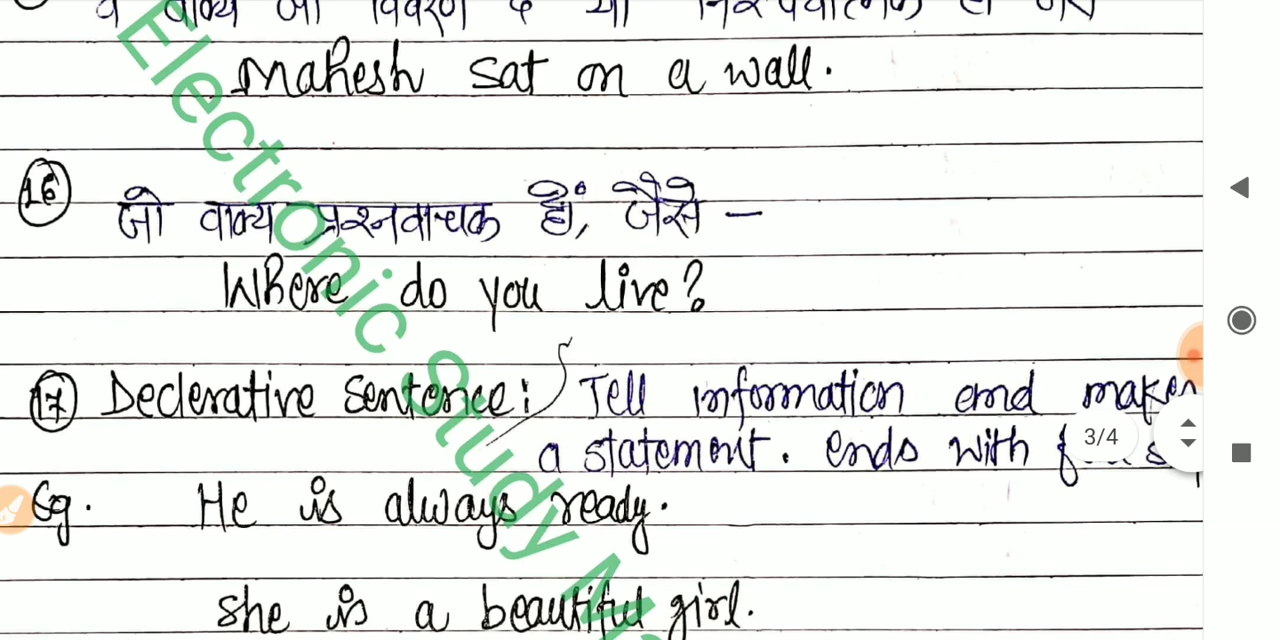 Mahesh sat on a wall.
16
जो वाक्य प्रश्नवाचक हों, जैसे –
Where do you live?
17 Declerative Sentence: Tell information emd makes
a statement. ends with
Eg. He is always ready.
She is a beautiful girl.
Electronic Study
3/4